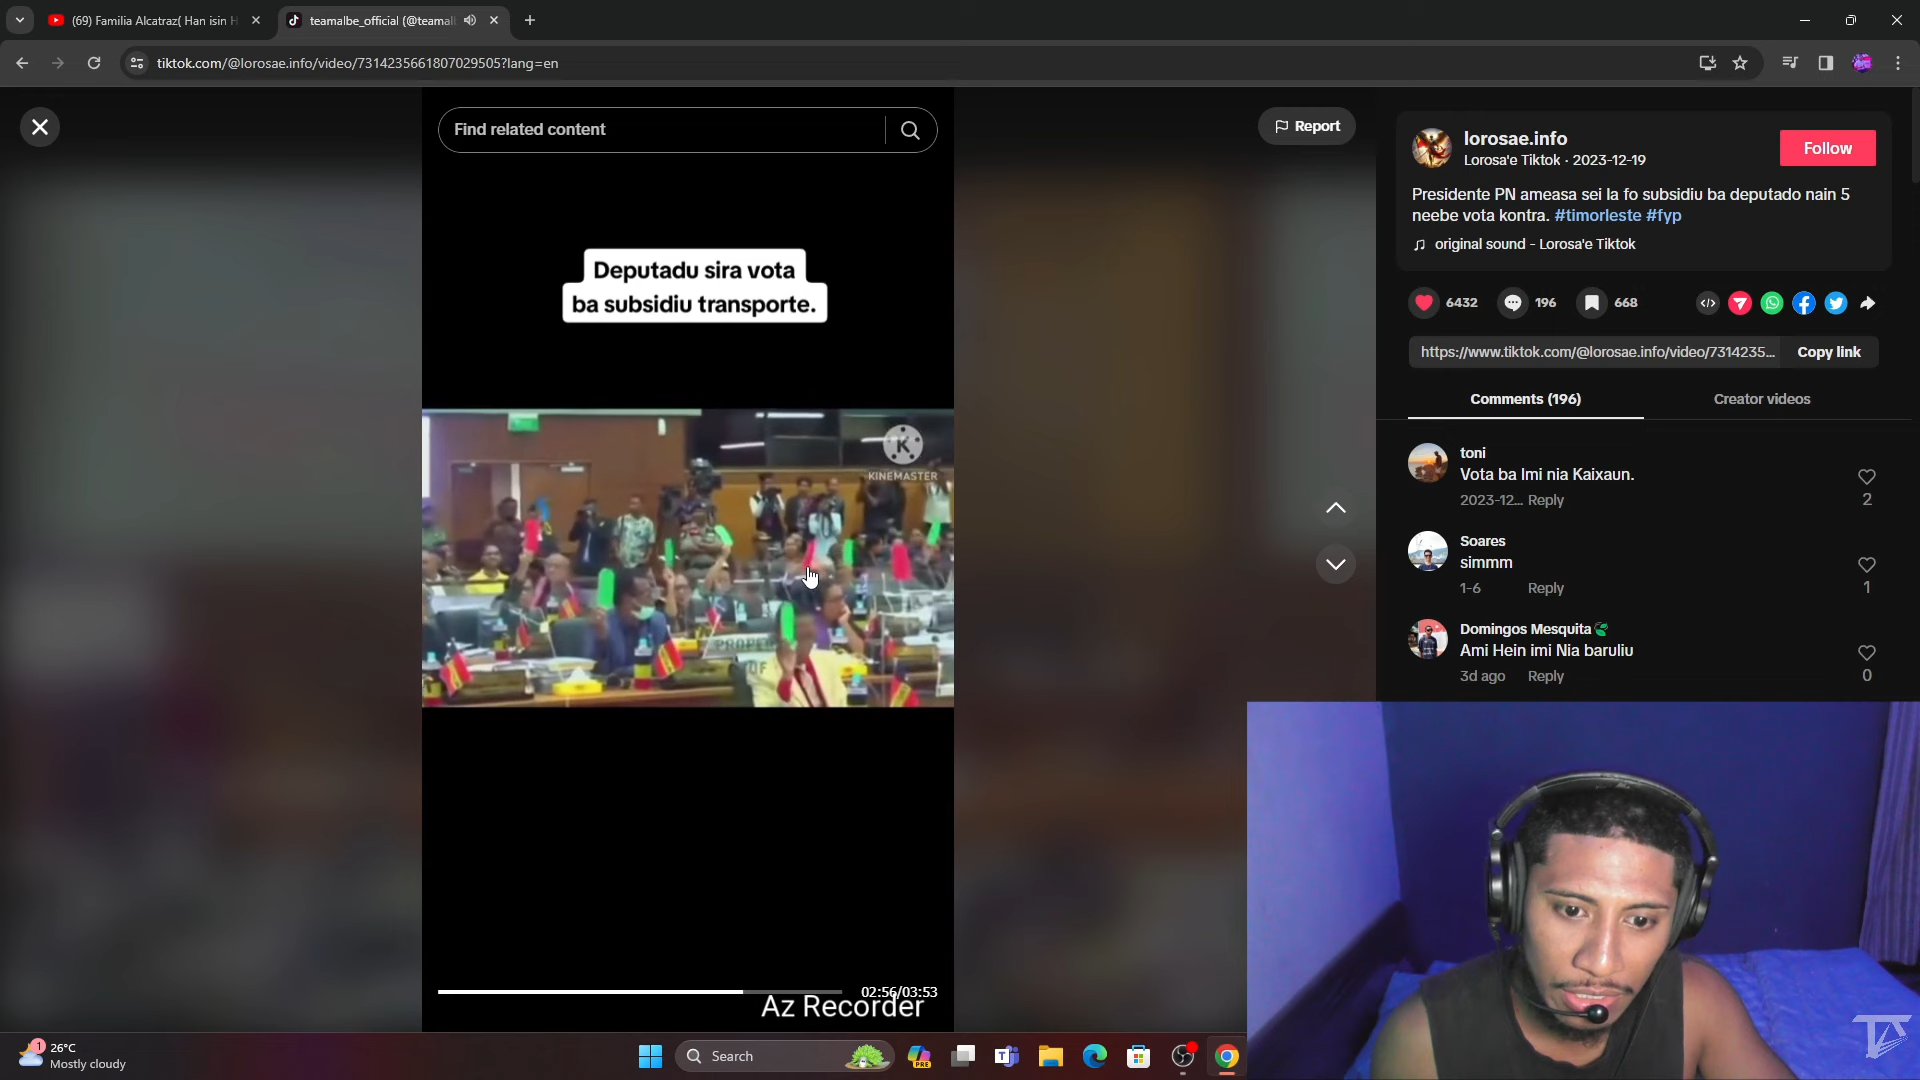 (69) Familia Alcatraz( Han isin H
teamalbe_official (@teamal
tiktok.com/@lorosae.info/video/7314235661807029505?lang=en
Find related content
Report
Deputadu sira vota
ba subsidiu transporte.
KINEMASTER
02:56/03:53
Az Recorder
lorosae.info
Lorosa'e Tiktok · 2023-12-19
Follow
Presidente PN ameasa sei la fo subsidiu ba deputado nain 5
neebe vota kontra. #timorleste #fyp
original sound - Lorosa'e Tiktok
6432 196 668
https://www.tiktok.com/@lorosae.info/video/7314235... Copy link
Comments (196) Creator videos
toni
Vota ba Imi nia Kaixaun.
2023-12... Reply
2
Soares
simmm
1-6 Reply
1
Domingos Mesquita
Ami Hein imi Nia baruliu
3d ago Reply
0
1
26°C
Mostly cloudy
Search
PRE